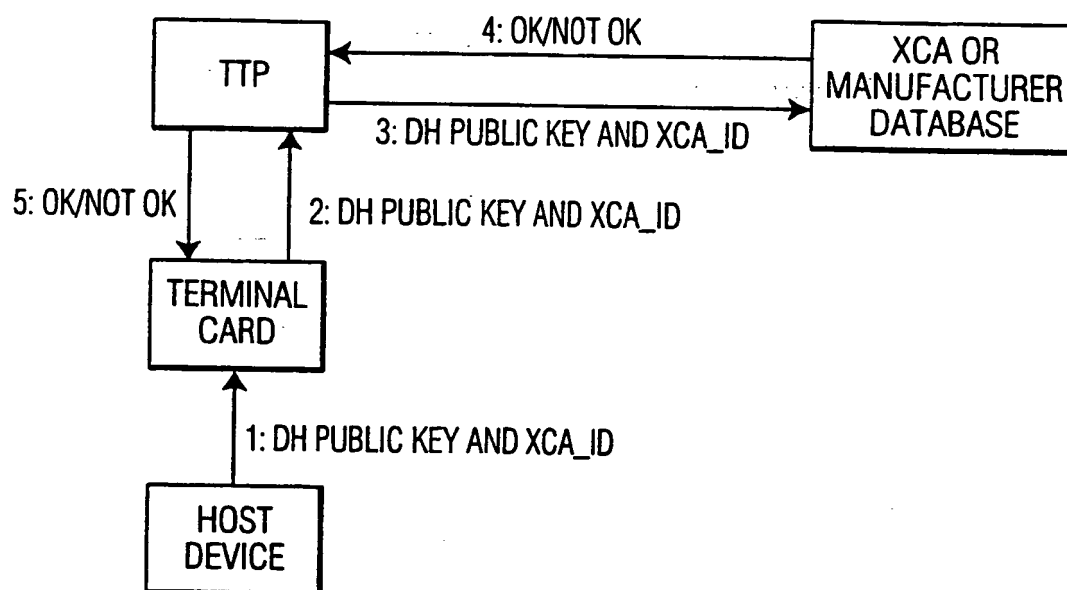 4: OK/NOT OK
TTP
XCA OR
MANUFACTURER
DATABASE
3: DH PUBLIC KEY AND XCA_ID
5: OK/NOT OK
2: DH PUBLIC KEY AND XCA_ID
TERMINAL
CARD
1: DH PUBLIC KEY AND XCA_ID
HOST
DEVICE